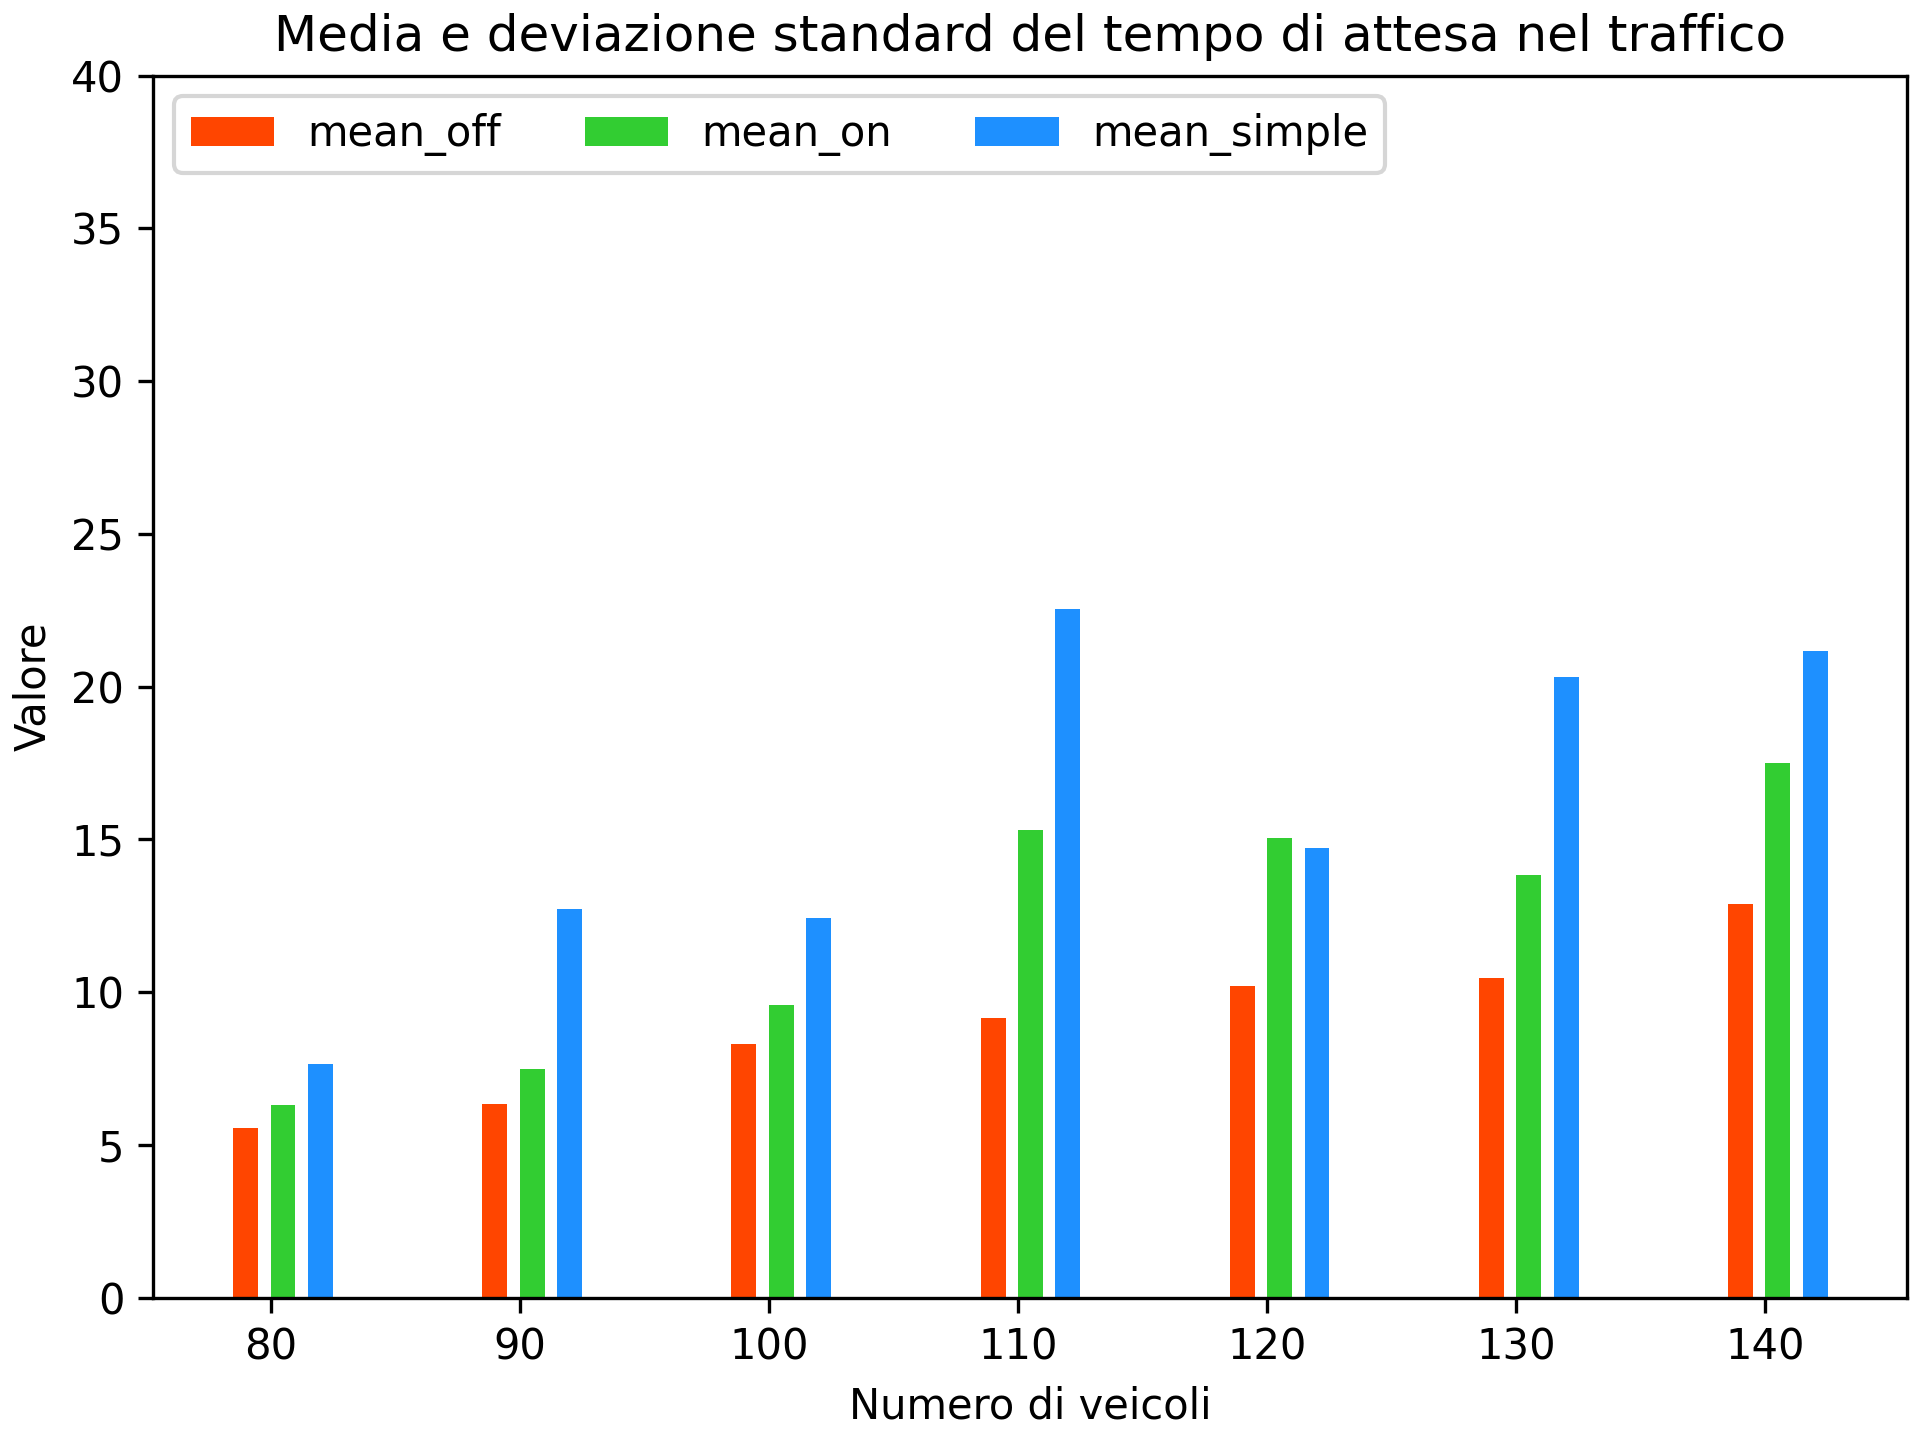 Media e deviazione standard del tempo di attesa nel traffico
40
mean_off mean_on mean_simple
35
30
25
20
15
10
5
0
Valore
80 90 100 110 120 130 140
Numero di veicoli